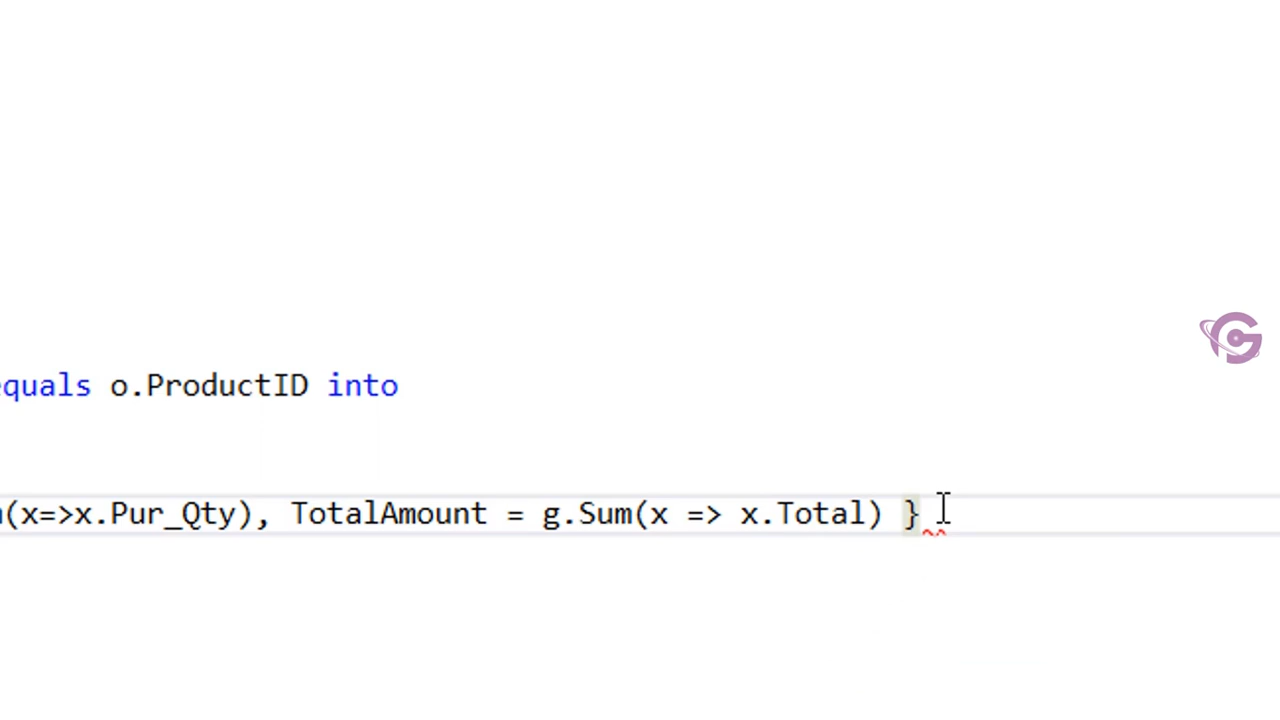 equals o.ProductID into
(x=>x.Pur_Qty), TotalAmount = g.Sum(x => x.Total) }